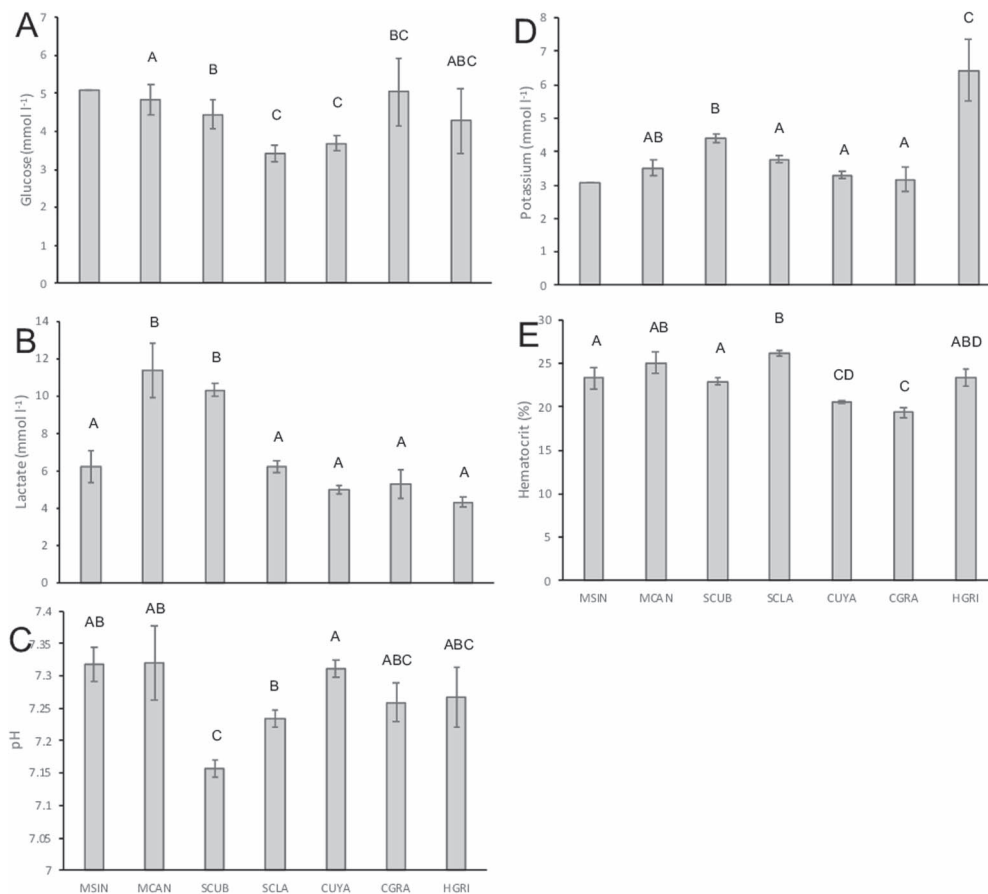 A
Glucose (mmol l-1)
7
6
5
4
3
2
1
0
A
B
C
C
BC
ABC
B
Lactate (mmol l-1)
14
12
10
8
6
4
2
0
A
B
B
A
A
A
A
C
pH
7.4
7.35
7.3
7.25
7.2
7.15
7.1
7.05
7
AB
AB
C
B
A
ABC
ABC
MSIN MCAN SCUB SCLA CUYA CGRA HGRI
D
Potassium (mmol l-1)
8
7
6
5
4
3
2
1
0
AB
B
A
A
A
C
E
Hematocrit (%)
30
25
20
15
10
5
0
A
AB
A
B
CD
C
ABD
MSIN MCAN SCUB SCLA CUYA CGRA HGRI